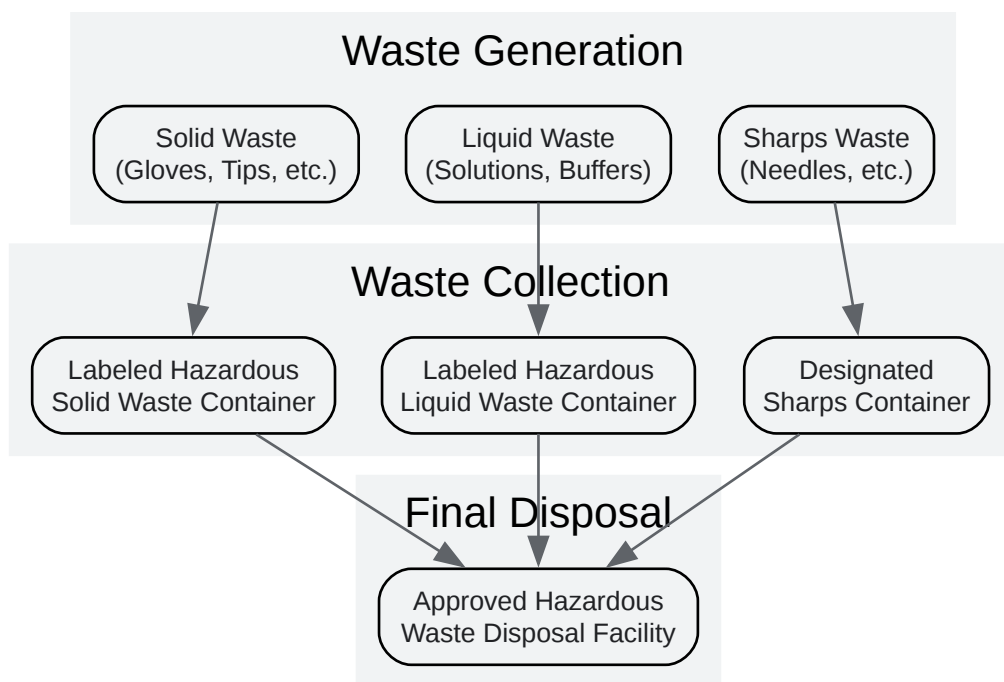 Waste Generation
Solid Waste
(Gloves, Tips, etc.)
Liquid Waste
(Solutions, Buffers)
Sharps Waste
(Needles, etc.)
Waste Collection
Labeled Hazardous
Solid Waste Container
Labeled Hazardous
Liquid Waste Container
Designated
Sharps Container
Final Disposal
Approved Hazardous
Waste Disposal Facility